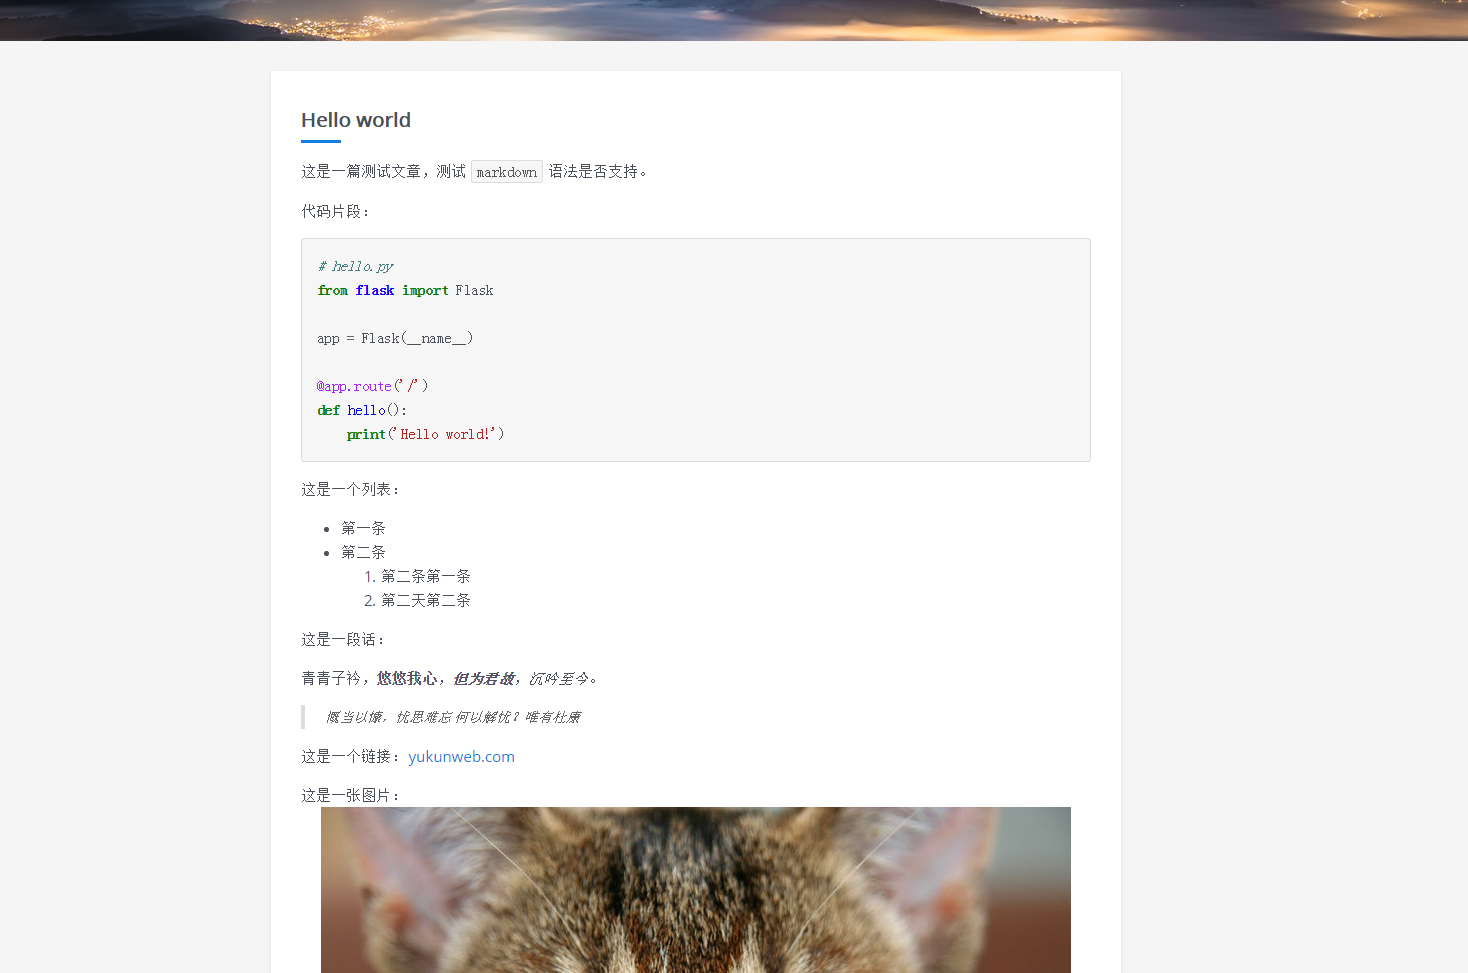 Hello world
这是一篇测试文章，测试 markdown 语法是否支持。
代码片段：
# hello.py
from flask import Flask
app = Flask(__name__)
@app.route('/')
def hello():
    print('Hello world!')
这是一个列表：
• 第一条
• 第二条
1. 第二条第一条
2. 第二天第二条
这是一段话：
青青子衿，悠悠我心，但为君故，沉吟至今。
慨当以慷，忧思难忘 何以解忧？唯有杜康
这是一个链接：yukunweb.com
这是一张图片：